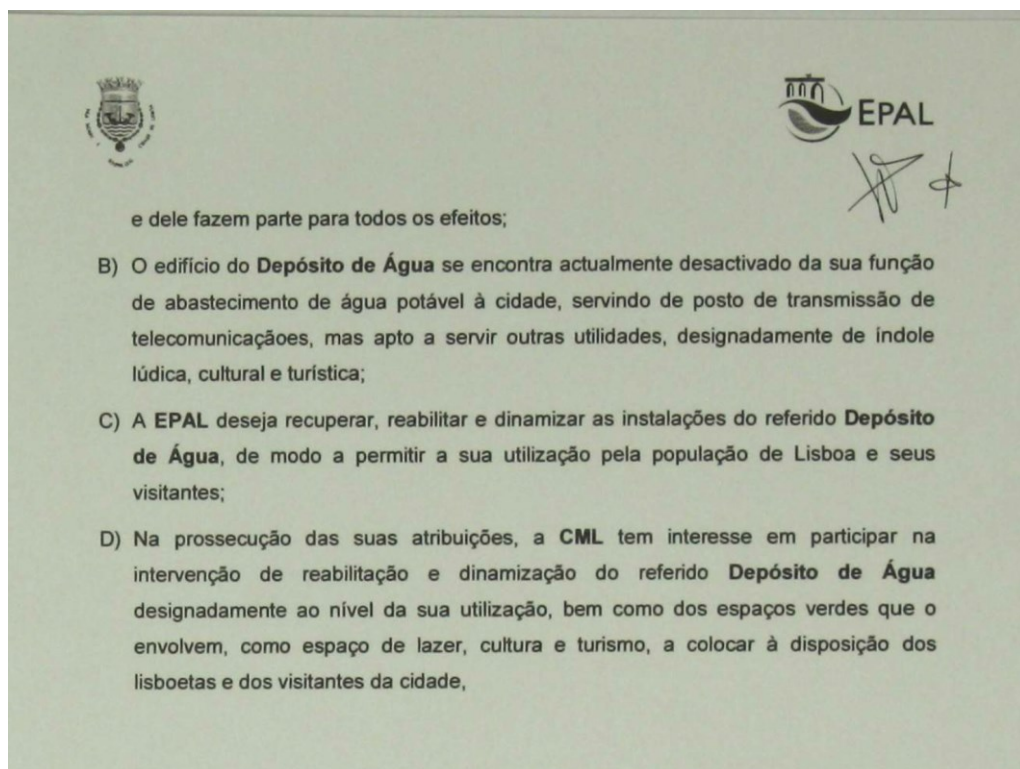 EPAL
e dele fazem parte para todos os efeitos;
B) O edifício do Depósito de Água se encontra actualmente desactivado da sua função
de abastecimento de água potável à cidade, servindo de posto de transmissão de
telecomunicaçãoes, mas apto a servir outras utilidades, designadamente de índole
lúdica, cultural e turística;
C) A EPAL deseja recuperar, reabilitar e dinamizar as instalações do referido Depósito
de Água, de modo a permitir a sua utilização pela população de Lisboa e seus
visitantes;
D) Na prossecução das suas atribuições, a CML tem interesse em participar na
intervenção de reabilitação e dinamização do referido Depósito de Água
designadamente ao nível da sua utilização, bem como dos espaços verdes que o
envolvem, como espaço de lazer, cultura e turismo, a colocar à disposição dos
lisboetas e dos visitantes da cidade,